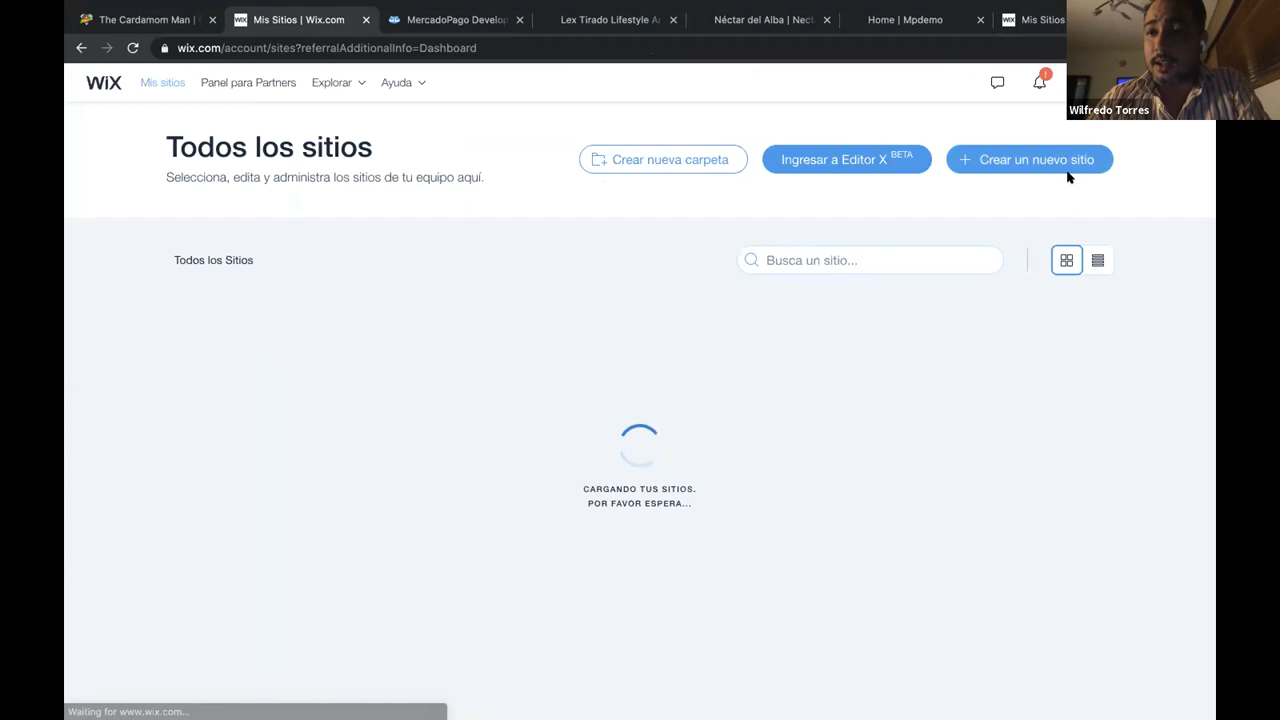 The Cardamom Man |
Mis Sitios | Wix.com
MercadoPago Develop
Lex Tirado Lifestyle Ar
Néctar del Alba | Nect
Home | Mpdemo
Mis Sitios
wix.com/account/sites?referralAdditionalInfo=Dashboard
WiX Mis sitios Panel para Partners Explorar Ayuda
Wilfredo Torres
Todos los sitios
Crear nueva carpeta
Ingresar a Editor X BETA
+ Crear un nuevo sitio
Selecciona, edita y administra los sitios de tu equipo aquí.
Todos los Sitios
Busca un sitio...
CARGANDO TUS SITIOS.
POR FAVOR ESPERA...
Waiting for www.wix.com...